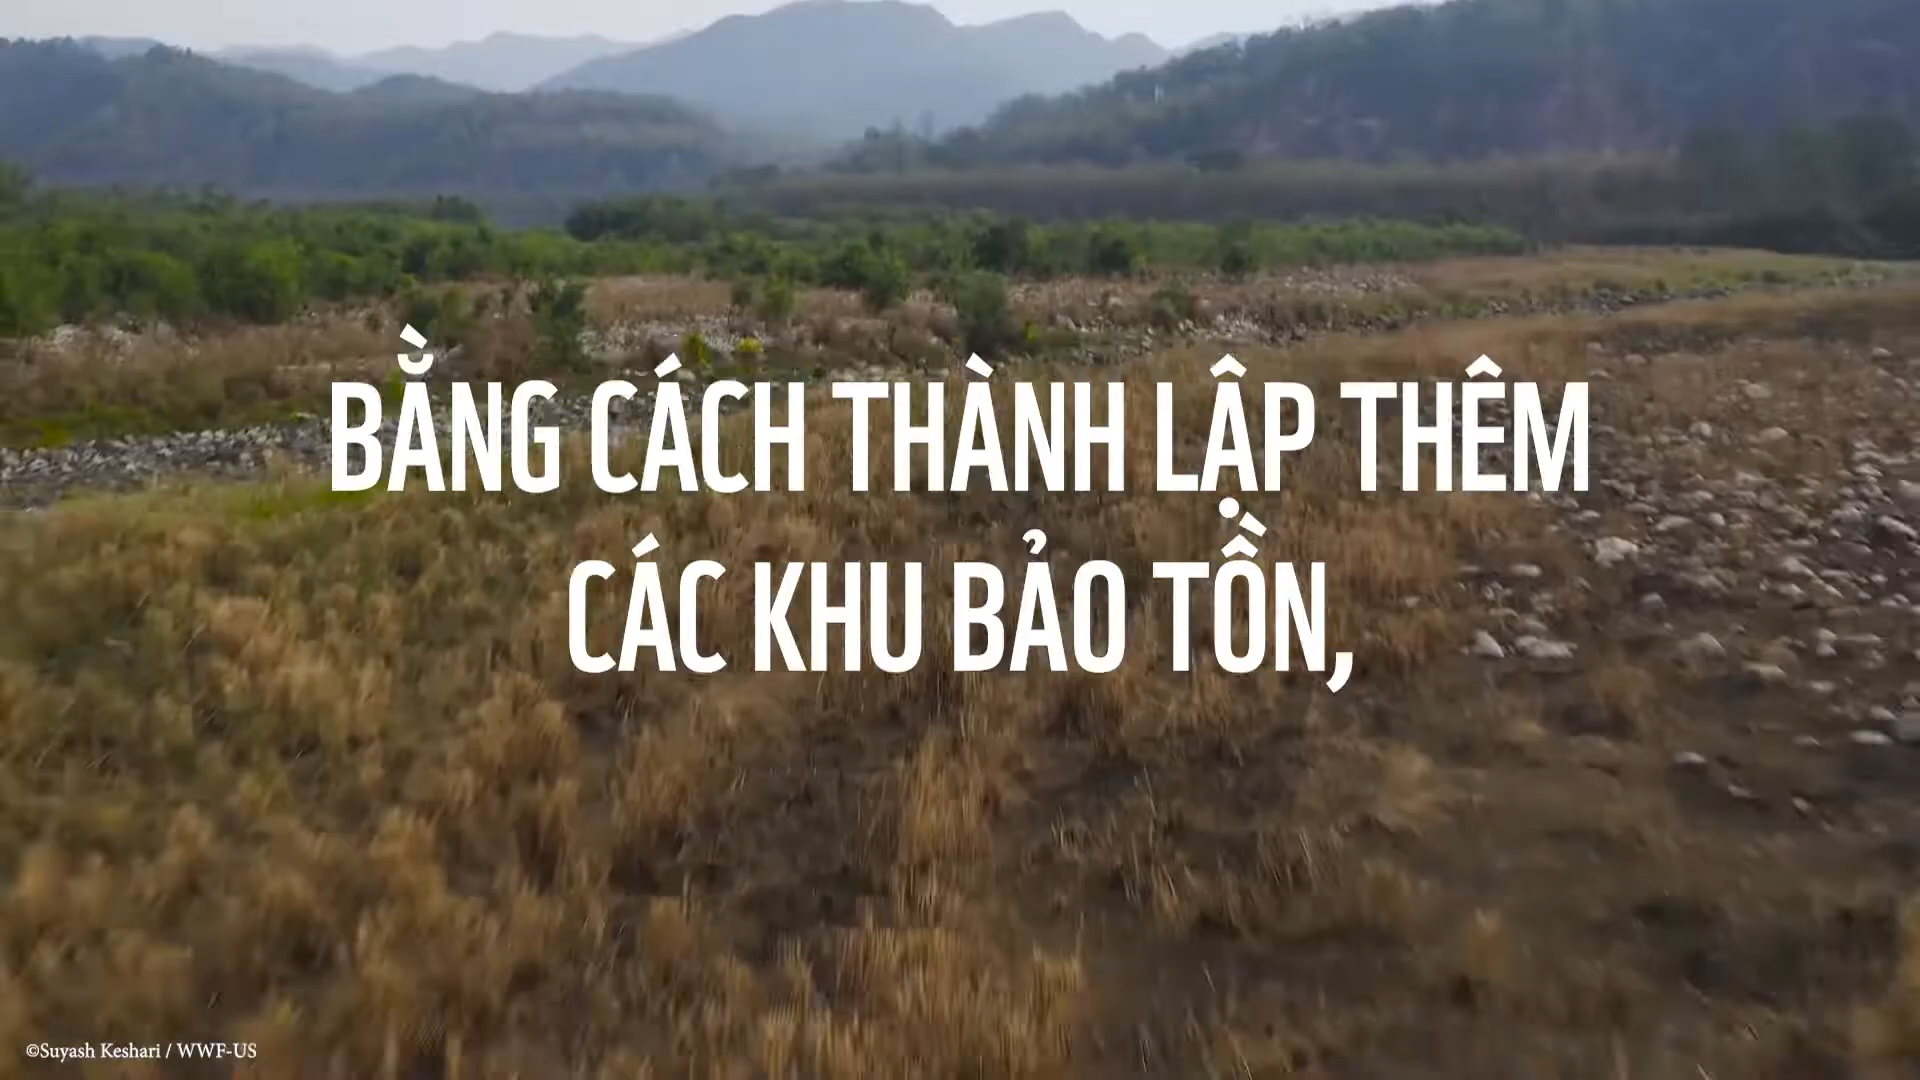 BẰNG CÁCH THÀNH LẬP THÊM
CÁC KHU BẢO TỒN,
©Suyash Keshari / WWF-US